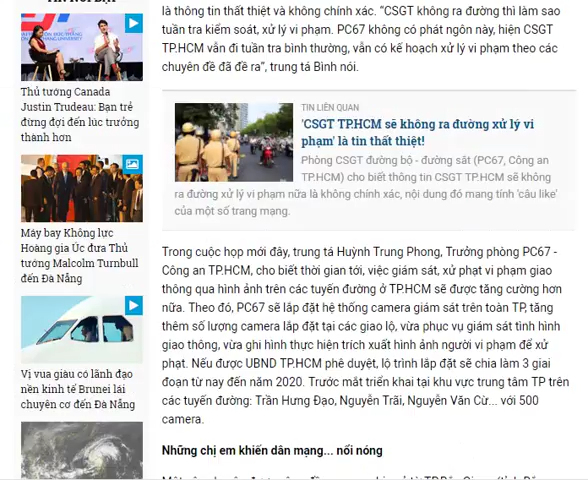 là thông tin thất thiệt và không chính xác. “CSGT không ra đường thì làm sao
tuần tra kiểm soát, xử lý vi phạm. PC67 không có phát ngôn này, hiện CSGT
TP.HCM vẫn đi tuần tra bình thường, vẫn có kế hoạch xử lý vi phạm theo các
chuyên đề đã đề ra”, trung tá Bình nói.
Thủ tướng Canada
Justin Trudeau: Bạn trẻ
đừng đợi đến lúc trưởng
thành hơn
Máy bay Không lực
Hoàng gia Úc đưa Thủ
tướng Malcolm Turnbull
đến Đà Nẵng
Vị vua giàu có lãnh đạo
nền kinh tế Brunei lái
chuyên cơ đến Đà Nẵng
TIN LIÊN QUAN
'CSGT TP.HCM sẽ không ra đường xử lý vi
phạm' là tin thất thiệt!
Phòng CSGT đường bộ - đường sắt (PC67, Công an
TP.HCM) cho biết thông tin CSGT TP.HCM sẽ không
ra đường xử lý vi phạm nữa là không chính xác, nội dung đó mang tính 'câu like'
của một số trang mạng.
Trong cuộc họp mới đây, trung tá Huỳnh Trung Phong, Trưởng phòng PC67 -
Công an TP.HCM, cho biết thời gian tới, việc giám sát, xử phạt vi phạm giao
thông qua hình ảnh trên các tuyến đường ở TP.HCM sẽ được tăng cường hơn
nữa. Theo đó, PC67 sẽ lắp đặt hệ thống camera giám sát trên toàn TP, tăng
thêm số lượng camera lắp đặt tại các giao lộ, vừa phục vụ giám sát tình hình
giao thông, vừa ghi hình thực hiện trích xuất hình ảnh người vi phạm để xử
phạt. Nếu được UBND TP.HCM phê duyệt, lộ trình lắp đặt sẽ chia làm 3 giai
đoạn từ nay đến năm 2020. Trước mắt triển khai tại khu vực trung tâm TP trên
các tuyến đường: Trần Hưng Đạo, Nguyễn Trãi, Nguyễn Văn Cừ... với 500
camera.
Những chị em khiến dân mạng... nổi nóng